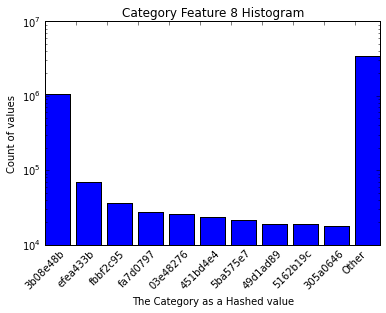 Category Feature 8 Histogram
Count of values
10^7
10^6
10^5
10^4
3b08e48b
efea433b
fbbf2c95
fa7d0797
03e48276
451bd4e4
5ba575e7
49d1ad89
5162b19c
305a0646
Other
The Category as a Hashed value